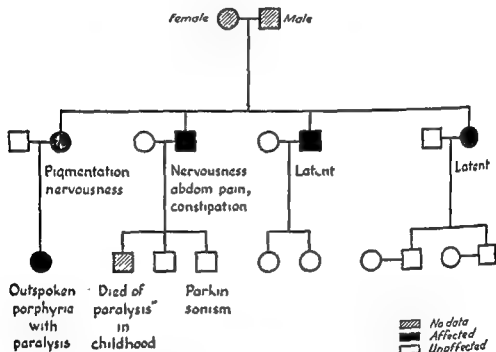 Female
Male
Pigmentation
nervousness
Nervousness
abdom pain,
constipation
Latent
Latent
Outspoken
porphyria
with
paralysis
Died of
paralysis"
in
childhood
Parkin
sonism
No data
Affected
Unaffected